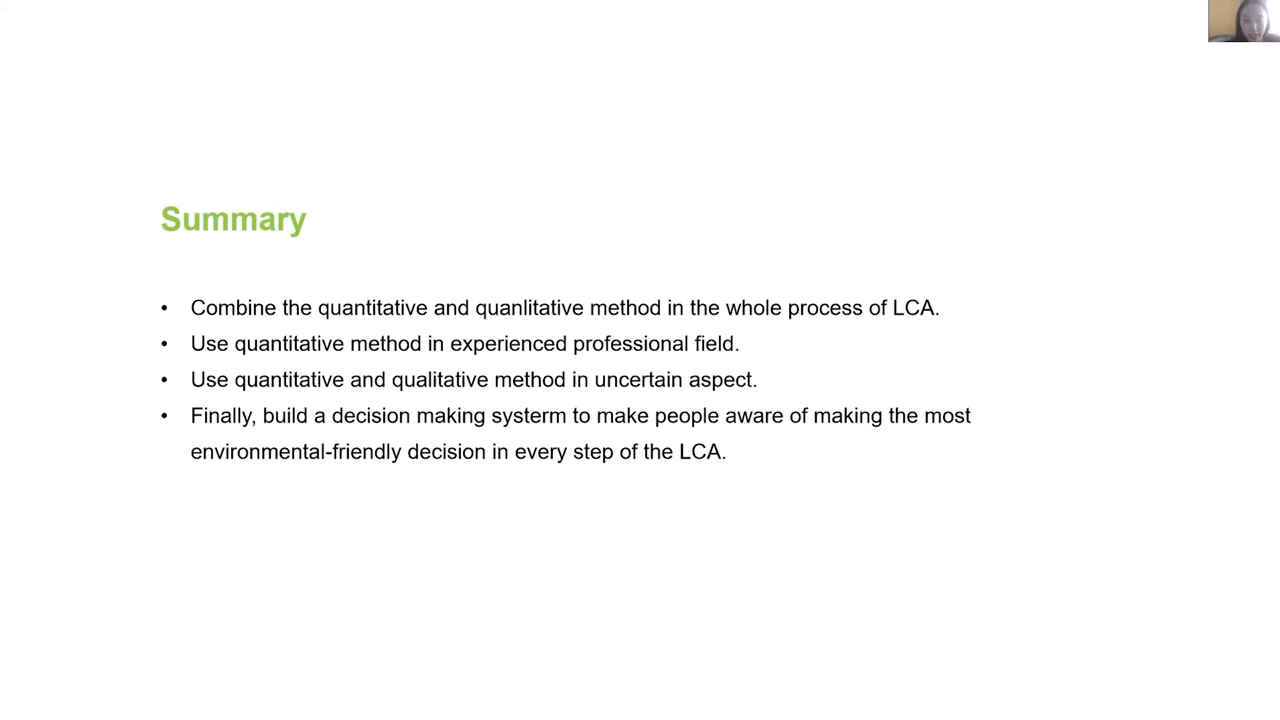 Summary
• Combine the quantitative and quanlitative method in the whole process of LCA.
• Use quantitative method in experienced professional field.
• Use quantitative and qualitative method in uncertain aspect.
• Finally, build a decision making systerm to make people aware of making the most
environmental-friendly decision in every step of the LCA.